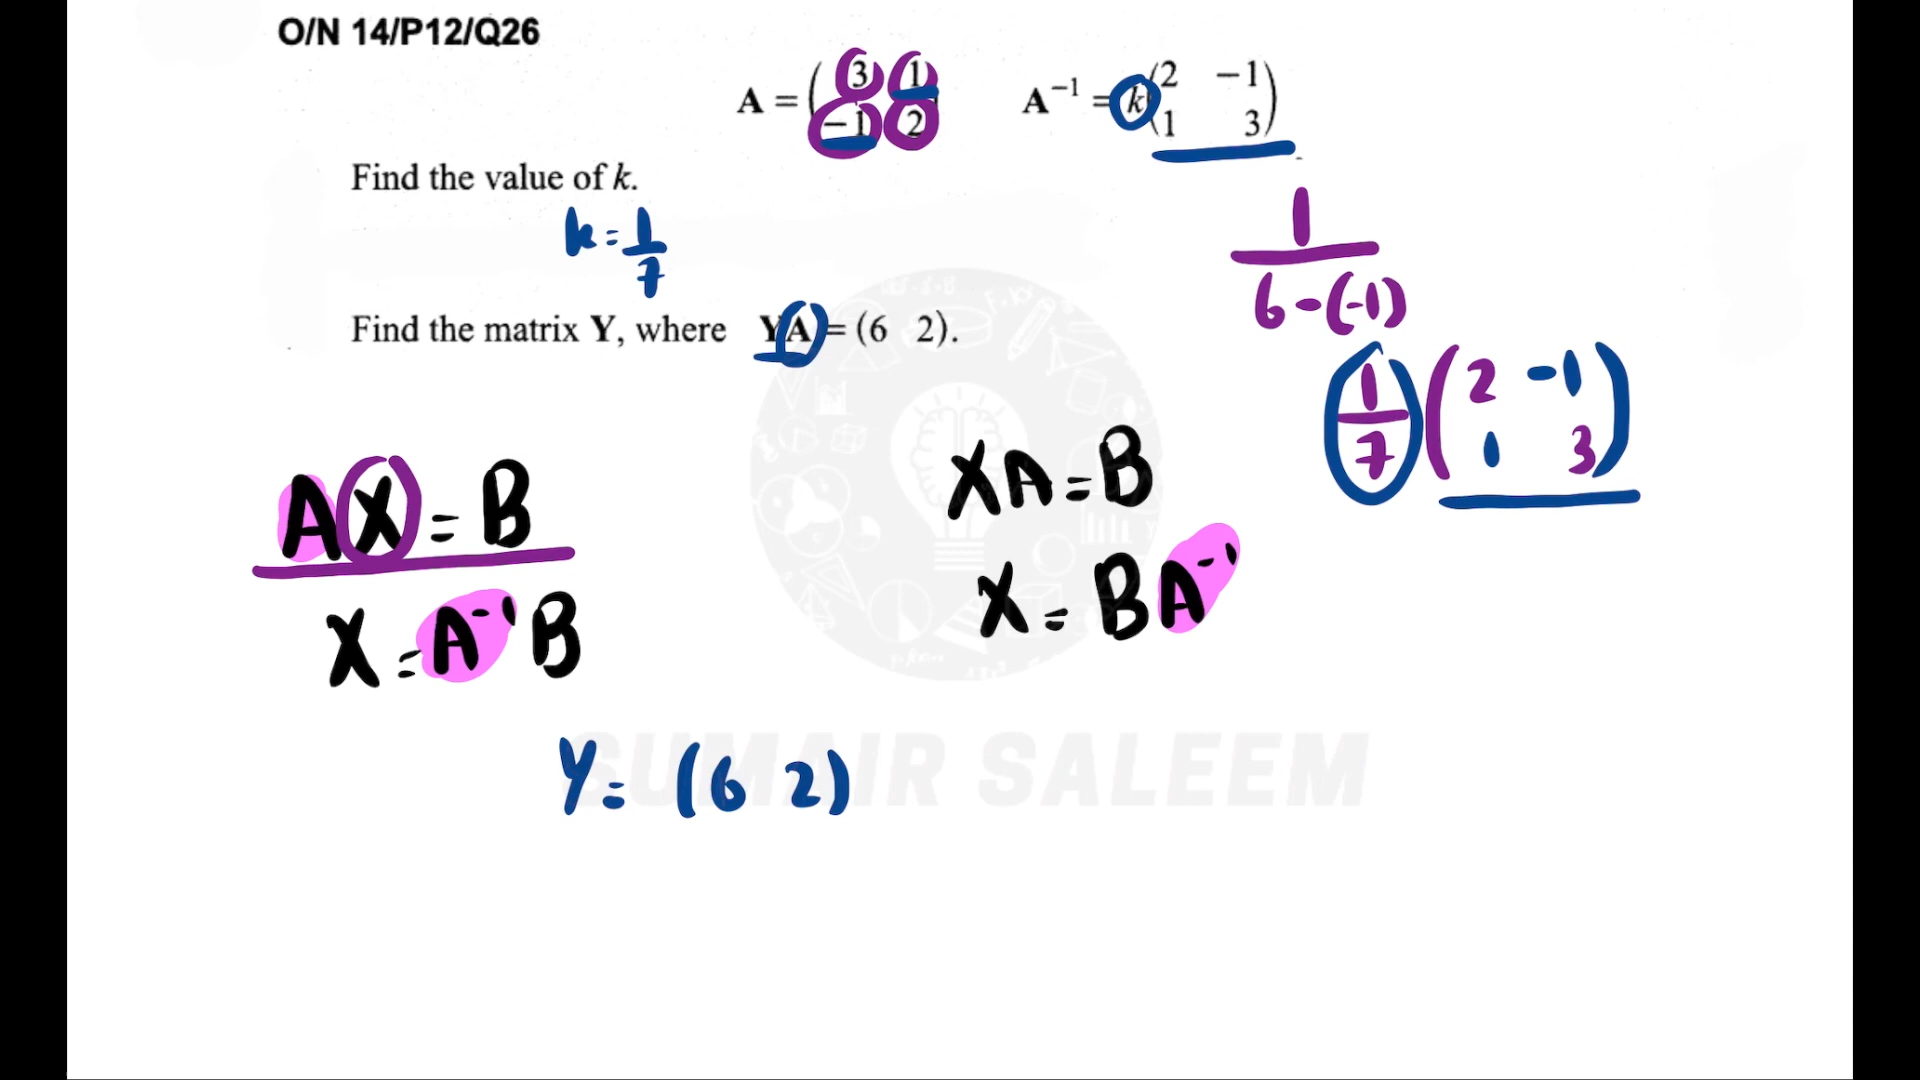 O/N 14/P12/Q26
A = (3 1
-1 2) A⁻¹ = k(2 -1
1 3)
Find the value of k.
k = 1/7
1
6-(-1)
Find the matrix Y, where YA = (6 2).
1/7 (2 -1
1 3)
AX = B
X = A⁻¹B
XA = B
X = BA⁻¹
Y = (6 2)
SUMAIR SALEEM